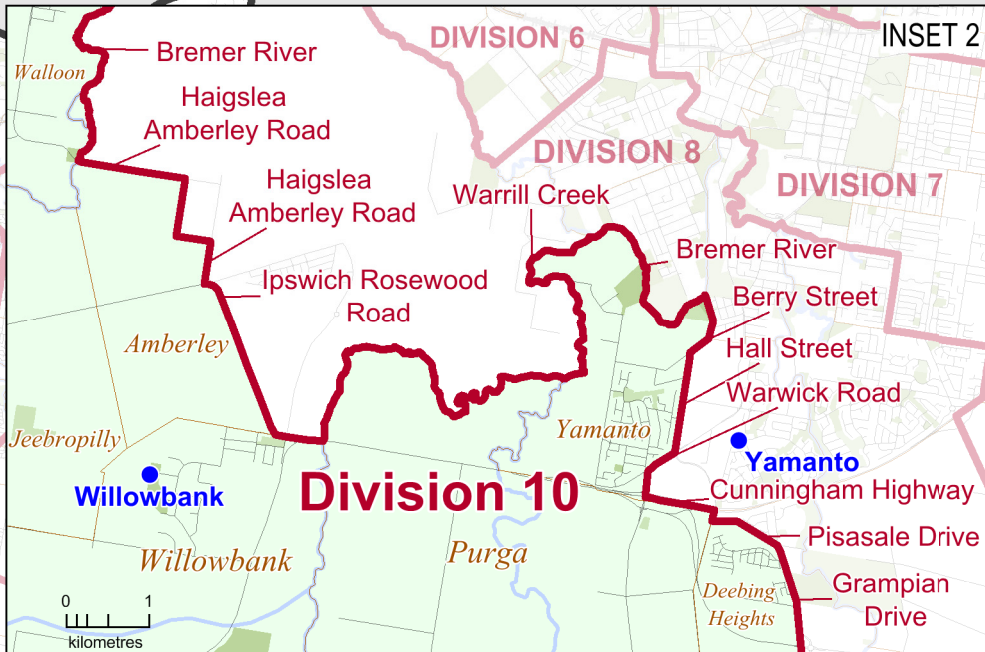 DIVISION 6
INSET 2
Bremer River
Walloon
Haigslea
Amberley Road
DIVISION 8
DIVISION 7
Haigslea
Amberley Road
Warrill Creek
Bremer River
Ipswich Rosewood
Road
Berry Street
Amberley
Hall Street
Warwick Road
Jeebropilly
Yamanto
Yamanto
Willowbank
Division 10
Cunningham Highway
Pisasale Drive
Willowbank
Purga
Deebing
Heights
Grampian
Drive
0 1
kilometres